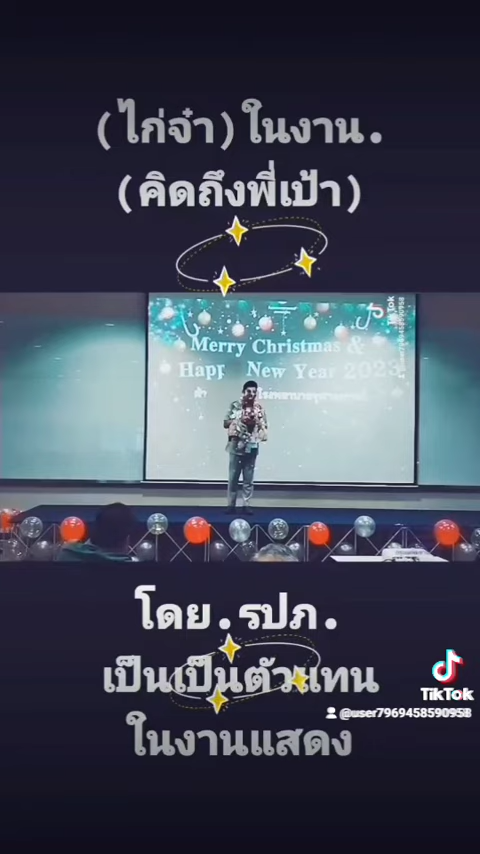 (ไก่จ๋า)ในงาน.
(คิดถึงพี่เป้า)
TikTok
@user7969458590958
Merry Christmas &
Happ New Year 2023
โดย.รปภ.
เป็นเป็นตัวแทน
ในงานแสดง
TikTok
@user7969458590958